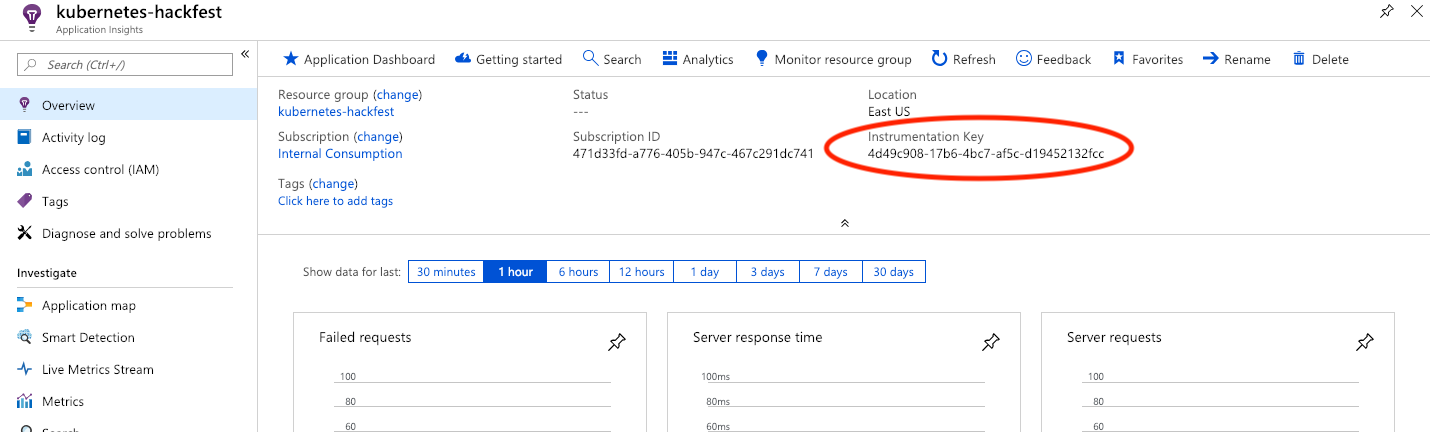 kubernetes-hackfest
Application Insights
Search (Ctrl+/)
«
Overview
Activity log
Access control (IAM)
Tags
Diagnose and solve problems
Investigate
Application map
Smart Detection
Live Metrics Stream
Metrics
Application Dashboard
Getting started
Search
Analytics
Monitor resource group
Refresh
Feedback
Favorites
Rename
Delete
Resource group (change)
kubernetes-hackfest
Subscription (change)
Internal Consumption
Tags (change)
Click here to add tags
Status
---
Subscription ID
471d33fd-a776-405b-947c-467c291dc741
Location
East US
Instrumentation Key
4d49c908-17b6-4bc7-af5c-d19452132fcc
Show data for last: 30 minutes 1 hour 6 hours 12 hours 1 day 3 days 7 days 30 days
Failed requests
100
80
60
Server response time
100ms
80ms
60ms
Server requests
100
80
60